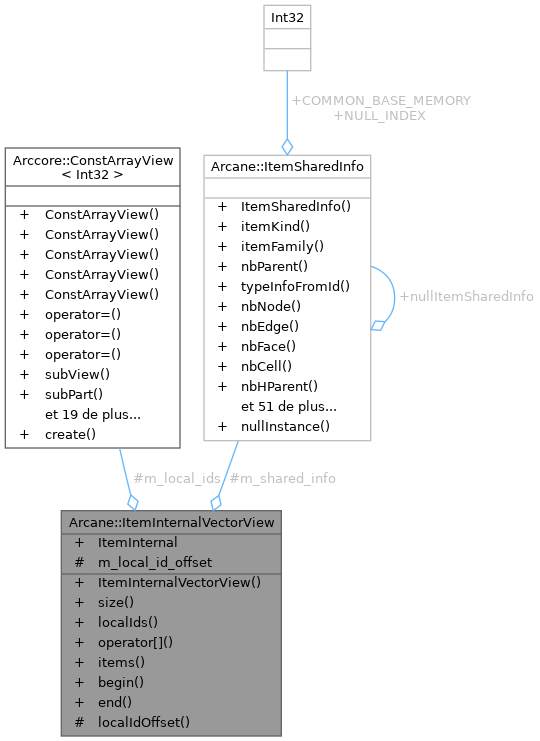 Int32
+COMMON_BASE_MEMORY
+NULL_INDEX
Arccore::ConstArrayView
< Int32 >
+ ConstArrayView()
+ ConstArrayView()
+ ConstArrayView()
+ ConstArrayView()
+ ConstArrayView()
+ operator=()
+ operator=()
+ operator=()
+ subView()
+ subPart()
et 19 de plus...
+ create()
Arcane::ItemSharedInfo
+ ItemSharedInfo()
+ itemKind()
+ itemFamily()
+ nbParent()
+ typeInfoFromId()
+ nbNode()
+ nbEdge()
+ nbFace()
+ nbCell()
+ nbHParent()
et 51 de plus...
+ nullInstance()
+nullItemSharedInfo
#m_local_ids
#m_shared_info
Arcane::ItemInternalVectorView
+ ItemInternal
# m_local_id_offset
+ ItemInternalVectorView()
+ size()
+ localIds()
+ operator[]()
+ items()
+ begin()
+ end()
# localIdOffset()